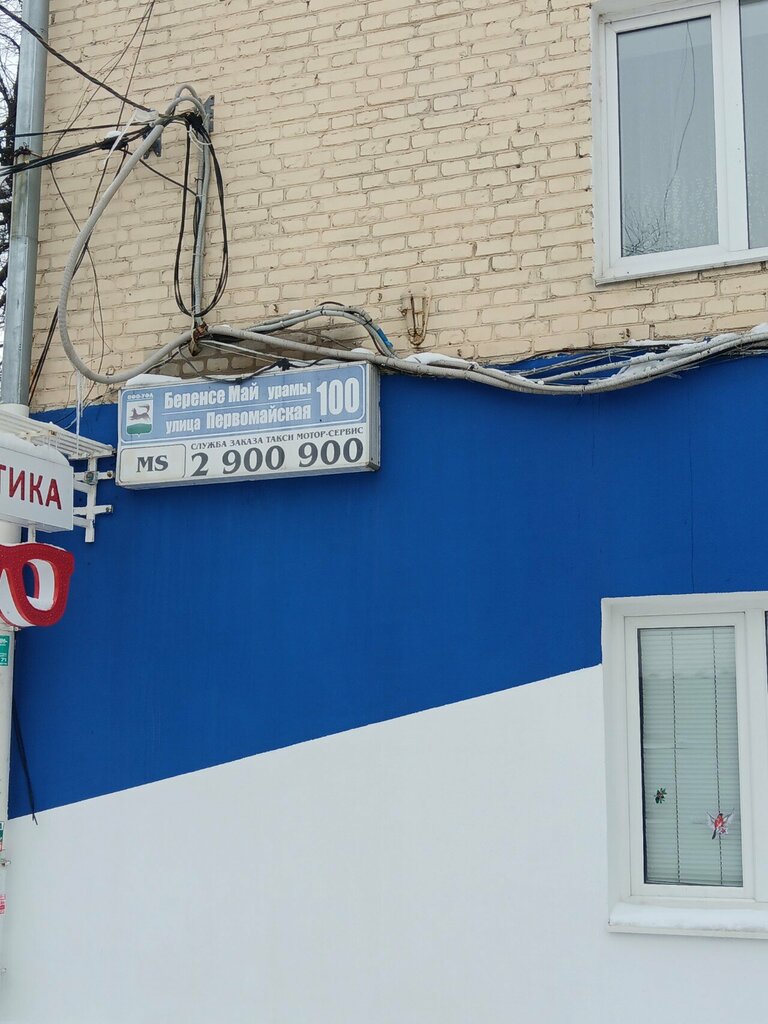 Беренсе Май урамы
улица Первомайская
100
СЛУЖБА ЗАКАЗА ТАКСИ МОТОР-СЕРВИС
MS
2 900 900
ТИКА